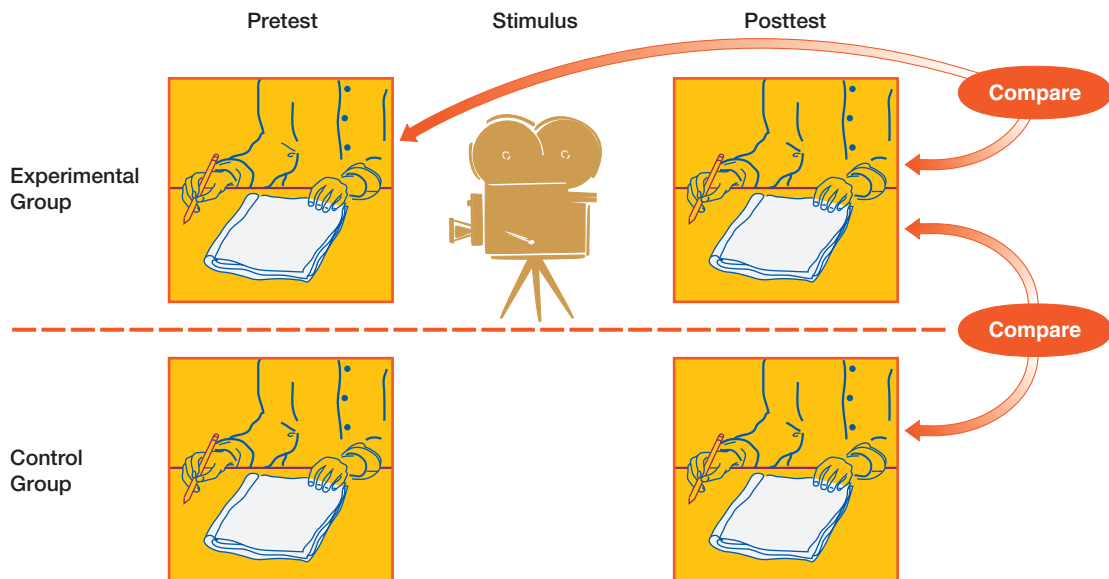 Pretest
Stimulus
Posttest
Compare
Experimental
Group
Compare
Control
Group